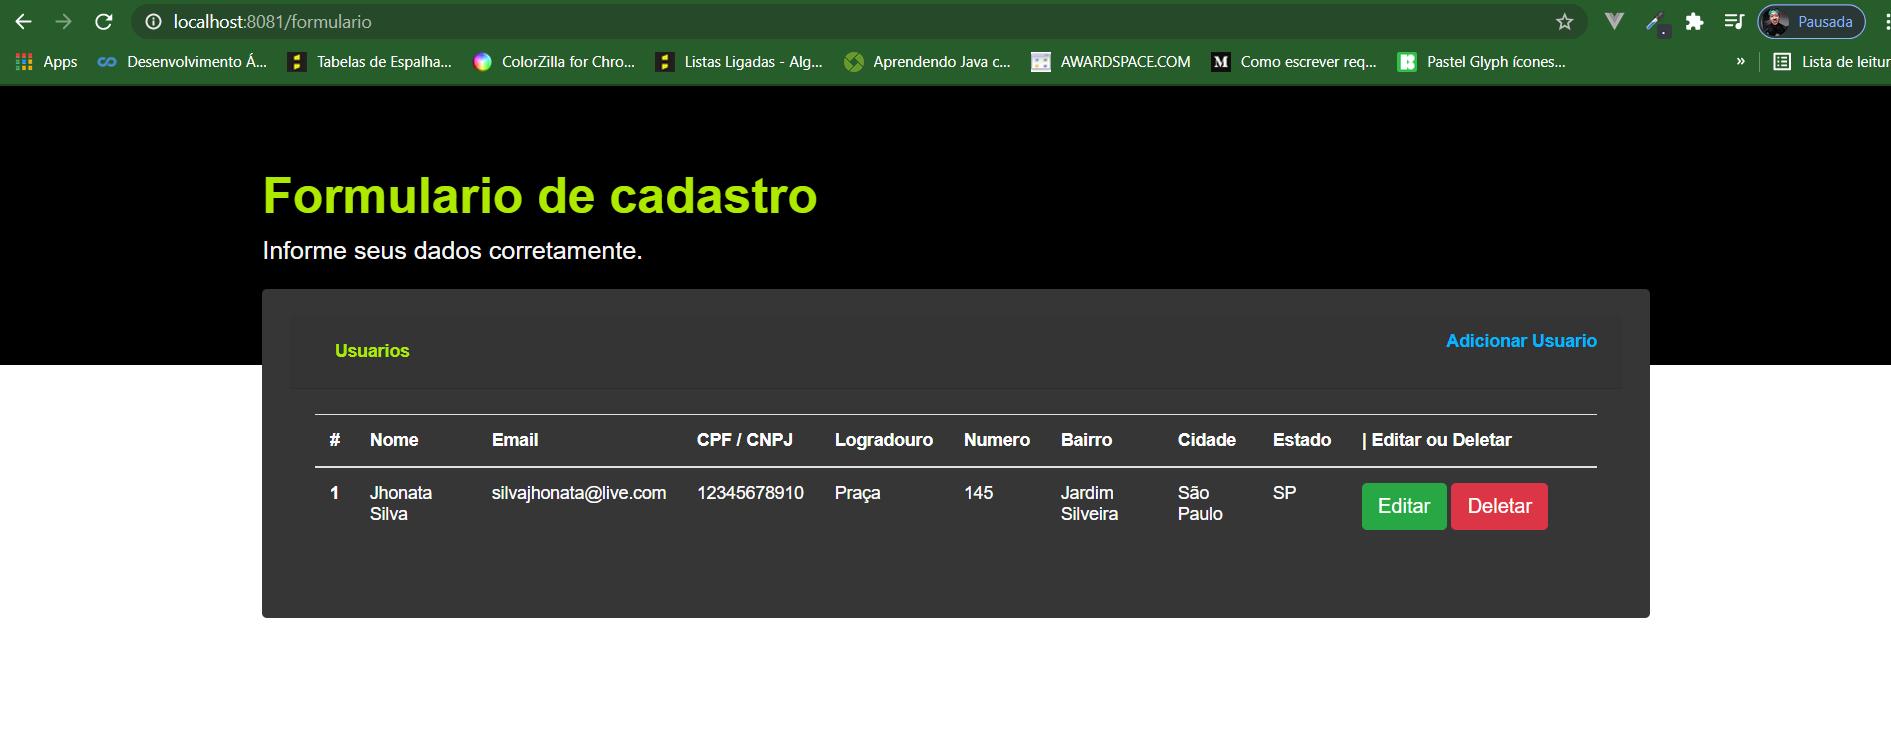 localhost:8081/formulario
Pausada
Apps
Desenvolvimento Á...
Tabelas de Espalha...
ColorZilla for Chro...
Listas Ligadas - Alg...
Aprendendo Java c...
AWARDSPACE.COM
M
Como escrever req...
Pastel Glyph ícones...
»
Lista de leitur
Formulario de cadastro
Informe seus dados corretamente.
Usuarios
Adicionar Usuario
# Nome Email CPF / CNPJ Logradouro Numero Bairro Cidade Estado | Editar ou Deletar
1 Jhonata silvajhonata@live.com 12345678910 Praça 145 Jardim São SP Editar Deletar
Silva Silveira Paulo